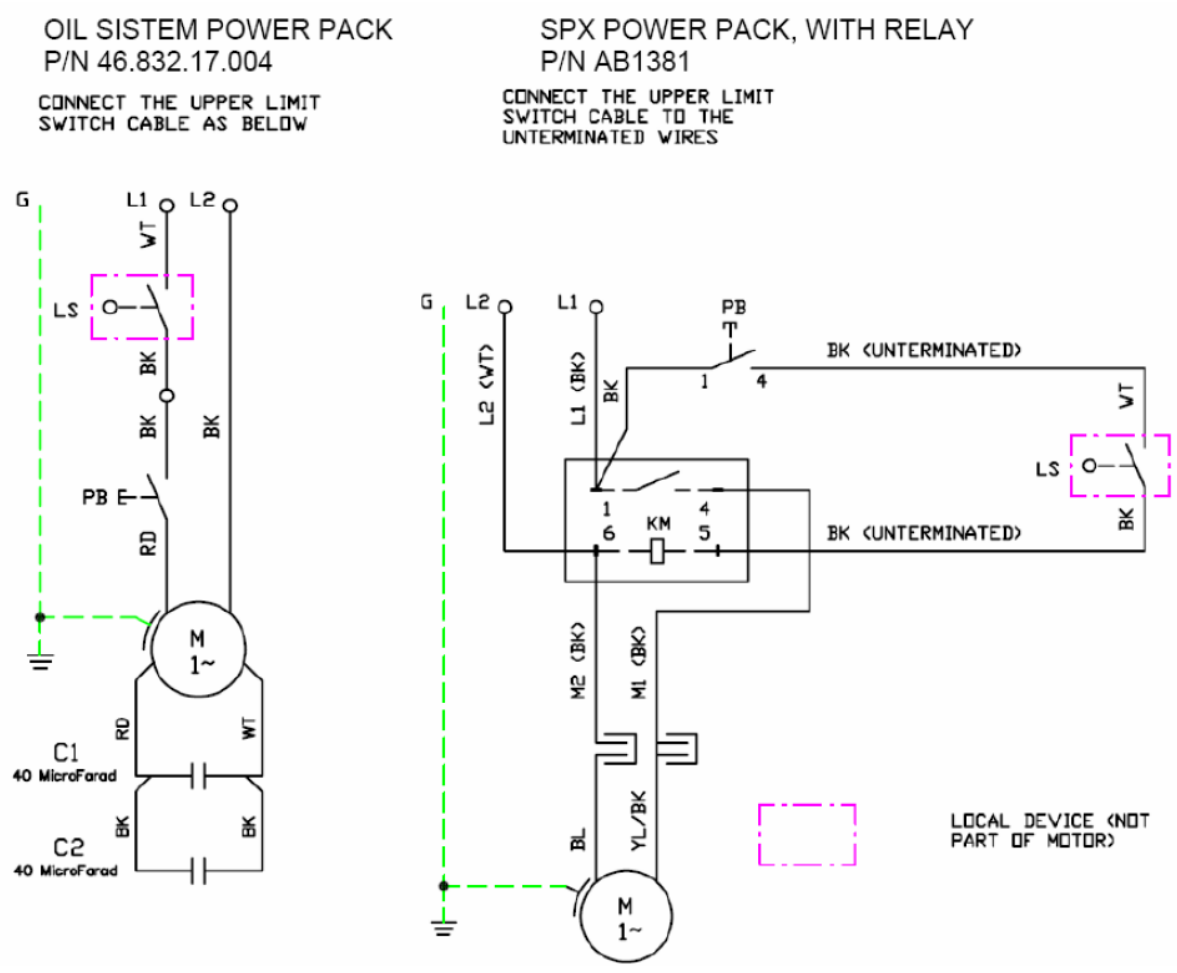 OIL SISTEM POWER PACK
P/N 46.832.17.004
CONNECT THE UPPER LIMIT
SWITCH CABLE AS BELOW
G
L1
L2
WT
LS
BK
BK
BK
PB
RD
M
1~
RD
WT
C1
40 MicroFarad
BK
BK
C2
40 MicroFarad
SPX POWER PACK, WITH RELAY
P/N AB1381
CONNECT THE UPPER LIMIT
SWITCH CABLE TO THE
UNTERMINATED WIRES
G
L2
L1
PB
L2 (WT)
L1 (BK)
BK
1
4
BK (UNTERMINATED)
WT
LS
BK
1
4
6
KM
5
BK (UNTERMINATED)
M2 (BK)
M1 (BK)
BL
YL/BK
M
1~
LOCAL DEVICE (NOT
PART OF MOTOR)